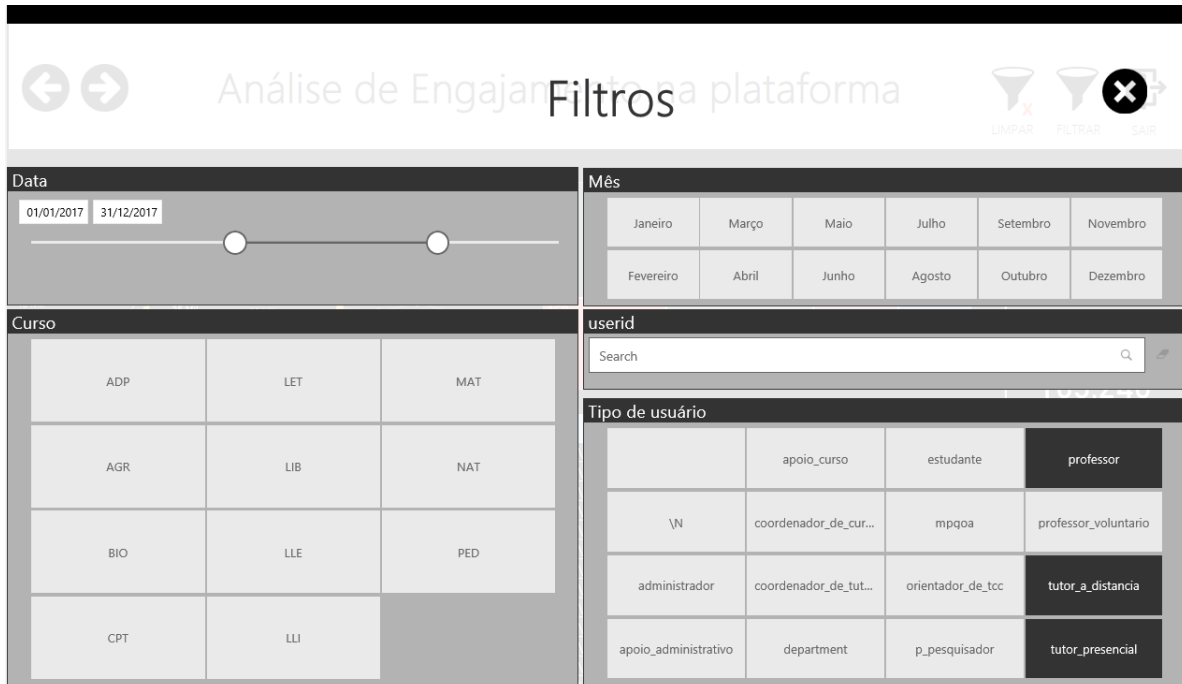 Análise de Engajamento na plataforma
Filtros
LIMPAR FILTRAR SAIR
Data
01/01/2017 31/12/2017
Mês
Janeiro Março Maio Julho Setembro Novembro
Fevereiro Abril Junho Agosto Outubro Dezembro
Curso
ADP LET MAT
AGR LIB NAT
BIO LLE PED
CPT LLI
userid
Search
Tipo de usuário
apoio_curso estudante professor
\N coordenador_de_cur... mpqoa professor_voluntario
administrador coordenador_de_tut... orientador_de_tcc tutor_a_distancia
apoio_administrativo department p_pesquisador tutor_presencial